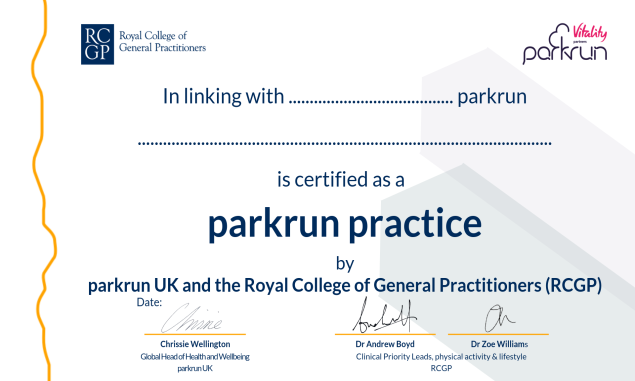 RC
GP
Royal College of
General Practitioners
Vitality
partners
parkrun
In linking with ....................................... parkrun
..................................................................................................
is certified as a
parkrun practice
by
parkrun UK and the Royal College of General Practitioners (RCGP)
Date:
Chrissie
Chrissie Wellington
Global Head of Health and Wellbeing
parkrun UK
Dr Andrew Boyd
Dr Zoe Williams
Clinical Priority Leads, physical activity & lifestyle
RCGP